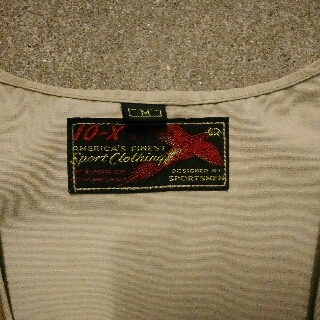 M
10-X
AMERICA'S FINEST
Sport Clothing
DESIGNED BY
SPORTSMEN